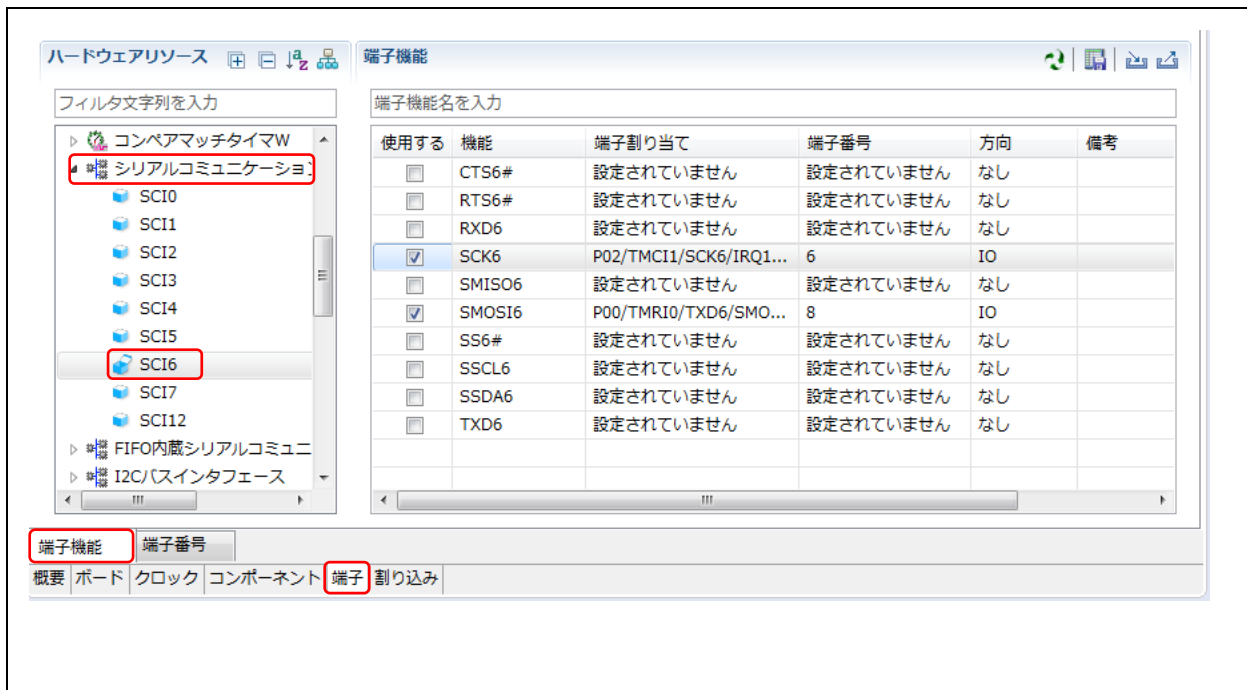 ハードウェアリソース
端子機能
フィルタ文字列を入力
端子機能名を入力
コンペアマッチタイマW
シリアルコミュニケーション
SCI0
SCI1
SCI2
SCI3
SCI4
SCI5
SCI6
SCI7
SCI12
FIFO内蔵シリアルコミュニ
I2Cバスインタフェース
使用する 機能 端子割り当て 端子番号 方向 備考
CTS6# 設定されていません 設定されていません なし
RTS6# 設定されていません 設定されていません なし
RXD6 設定されていません 設定されていません なし
SCK6 P02/TMCI1/SCK6/IRQ1... 6 IO
SMISO6 設定されていません 設定されていません なし
SMOSI6 P00/TMRI0/TXD6/SMO... 8 IO
SS6# 設定されていません 設定されていません なし
SSCL6 設定されていません 設定されていません なし
SSDA6 設定されていません 設定されていません なし
TXD6 設定されていません 設定されていません なし
端子機能 端子番号
概要 ボード クロック コンポーネント 端子 割り込み